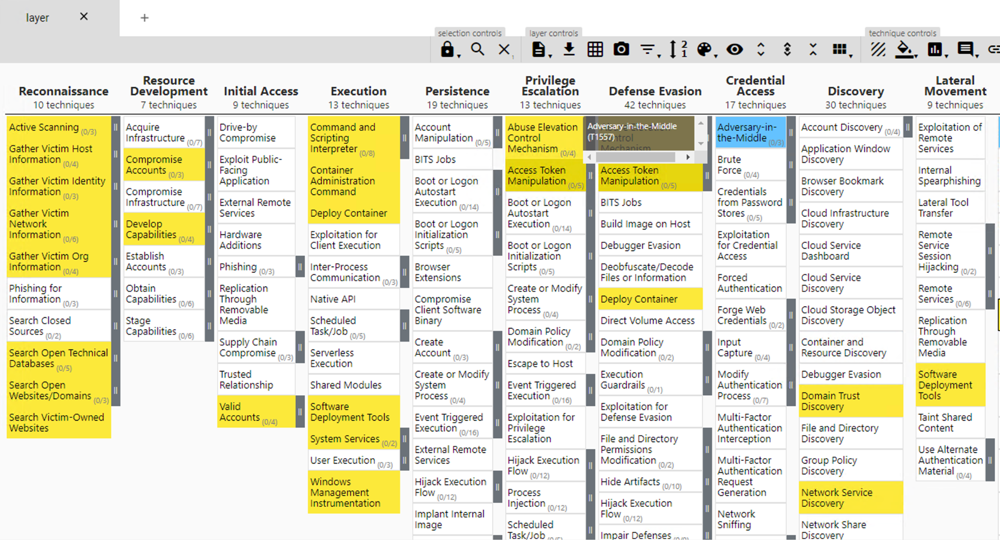 layer
selection controls
layer controls
technique controls
2
1
1
Reconnaissance
10 techniques
Active Scanning (0/3)
Gather Victim Host
Information (0/4)
Gather Victim Identity
Information (0/3)
Gather Victim
Network
Information (0/6)
Gather Victim Org
Information (0/4)
Phishing for
Information (0/3)
Search Closed
Sources (0/2)
Search Open Technical
Databases (0/5)
Search Open
Websites/Domains (0/3)
Search Victim-Owned
Websites
Resource
Development
7 techniques
Acquire
Infrastructure (0/7)
Compromise
Accounts (0/3)
Compromise
Infrastructure (0/7)
Develop
Capabilities (0/4)
Establish
Accounts (0/3)
Obtain
Capabilities (0/6)
Stage
Capabilities (0/6)
Initial Access
9 techniques
Drive-by
Compromise
Exploit Public-
Facing
Application
External Remote
Services
Hardware
Additions
Phishing (0/3)
Replication
Through
Removable
Media
Supply Chain
Compromise (0/3)
Trusted
Relationship
Valid
Accounts (0/4)
Execution
13 techniques
Command and
Scripting
Interpreter (0/8)
Container
Administration
Command
Deploy Container
Exploitation for
Client Execution
Inter-Process
Communication (0/3)
Native API
Scheduled
Task/Job (0/5)
Serverless
Execution
Shared Modules
Software
Deployment Tools
System Services (0/2)
User Execution (0/3)
Windows
Management
Instrumentation
Persistence
19 techniques
Account
Manipulation (0/5)
BITS Jobs
Boot or Logon
Autostart
Execution (0/14)
Boot or Logon
Initialization
Scripts (0/5)
Browser
Extensions
Compromise
Client Software
Binary
Create
Account (0/3)
Create or Modify
System
Process (0/4)
Event Triggered
Execution (0/16)
External Remote
Services
Hijack Execution
Flow (0/12)
Implant Internal
Image
Privilege
Escalation
13 techniques
Abuse Elevation
Control
Mechanism (0/4)
Access Token
Manipulation (0/5)
Boot or Logon
Autostart
Execution (0/14)
Boot or Logon
Initialization
Scripts (0/5)
Create or Modify
System
Process (0/4)
Domain Policy
Modification (0/2)
Escape to Host
Event Triggered
Execution (0/16)
Exploitation for
Privilege
Escalation
Hijack Execution
Flow (0/12)
Process
Injection (0/12)
Scheduled
Task/Job (0/5)
Defense Evasion
42 techniques
Adversary-in-the-Middle
(T1557)
Mechanism
Access Token
Manipulation (0/5)
BITS Jobs
Build Image on Host
Debugger Evasion
Deobfuscate/Decode
Files or Information
Deploy Container
Direct Volume Access
Domain Policy
Modification (0/2)
Execution
Guardrails (0/1)
Exploitation for
Defense Evasion
File and Directory
Permissions
Modification (0/2)
Hide Artifacts (0/10)
Hijack Execution
Flow (0/12)
Impair Defenses
Credential
Access
17 techniques
Adversary-in-
the-Middle (0/3)
Brute
Force (0/4)
Credentials
from Password
Stores (0/5)
Exploitation
for Credential
Access
Forced
Authentication
Forge Web
Credentials (0/2)
Input
Capture (0/4)
Modify
Authentication
Process (0/7)
Multi-Factor
Authentication
Interception
Multi-Factor
Authentication
Request
Generation
Network
Sniffing
Discovery
30 techniques
Account Discovery (0/4)
Application Window
Discovery
Browser Bookmark
Discovery
Cloud Infrastructure
Discovery
Cloud Service
Dashboard
Cloud Service
Discovery
Cloud Storage Object
Discovery
Container and
Resource Discovery
Debugger Evasion
Domain Trust
Discovery
File and Directory
Discovery
Group Policy
Discovery
Network Service
Discovery
Network Share
Discovery
Lateral
Movement
9 techniques
Exploitation of
Remote
Services
Internal
Spearphishing
Lateral Tool
Transfer
Remote
Service
Session
Hijacking (0/2)
Remote
Services (0/6)
Replication
Through
Removable
Media
Software
Deployment
Tools
Taint Shared
Content
Use Alternate
Authentication
Material (0/4)